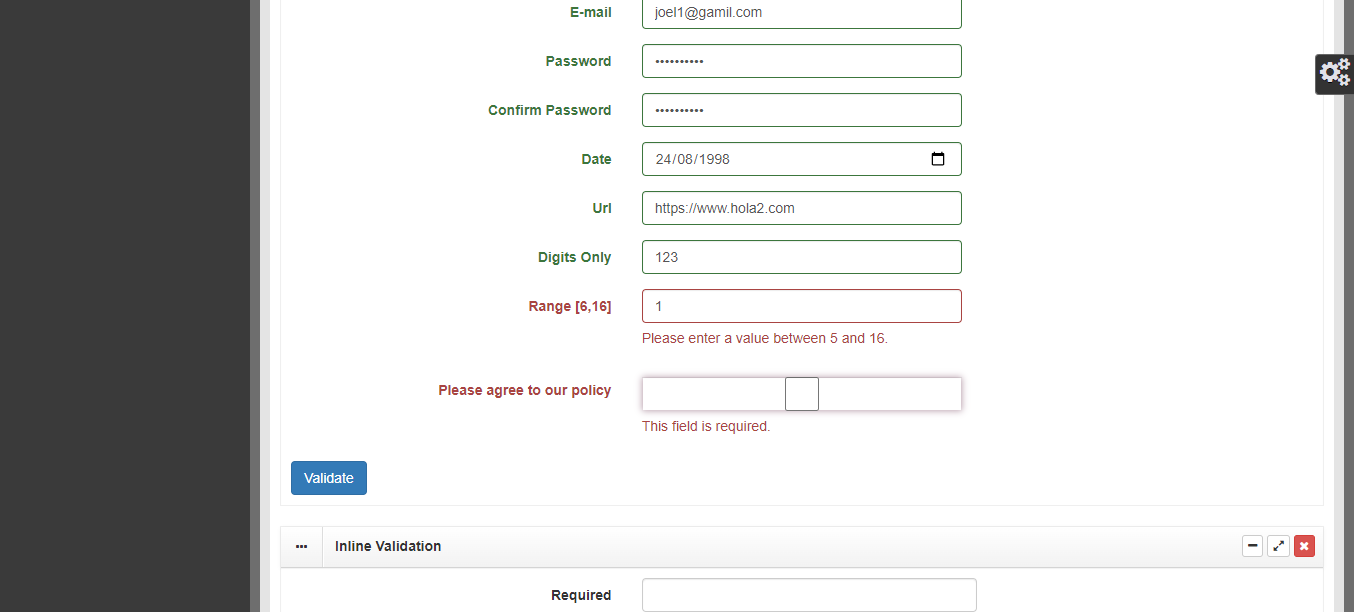 E-mail joel1@gamil.com
Password ••••••••••
Confirm Password ••••••••••
Date 24/08/1998
Url https://www.hola2.com
Digits Only 123
Range [6,16] 1
Please enter a value between 5 and 16.
Please agree to our policy
This field is required.
Validate
Inline Validation
Required